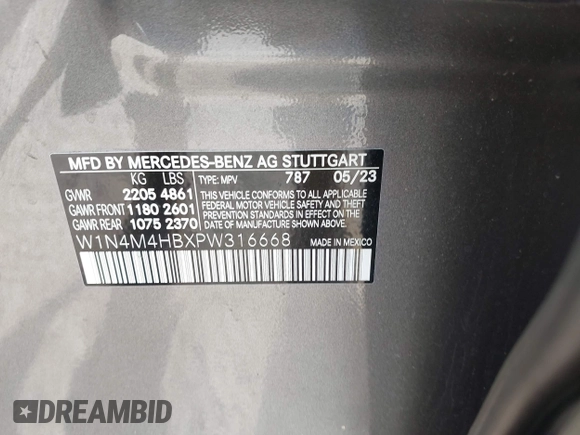 MFD BY MERCEDES-BENZ AG STUTTGART
KG LBS TYPE: MPV 787 05/23
GVWR 2205 4861 THIS VEHICLE CONFORMS TO ALL
GAWR FRONT 1180 2601 FEDERAL MOTOR VEHICLE SAFETY AND
GAWR REAR 1075 2370 THEFT PREVENTION STANDARDS IN EFFECT
ON THE DATE OF MANUFACTURE SHOWN ABOVE.
W1N4M4HBXPW316668 MADE IN MEXICO
DREAMBID